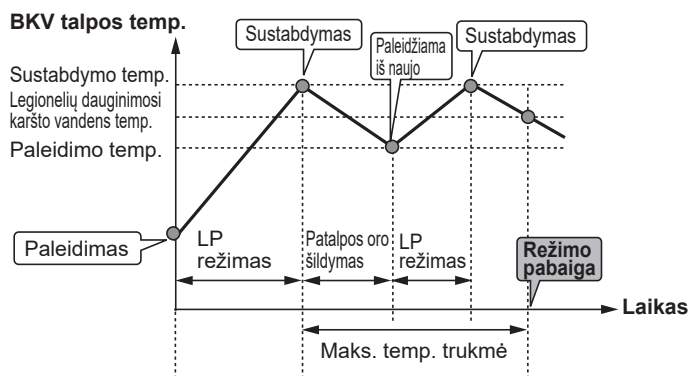 BKV talpos temp.
Sustabdymas
Paleidžiama
iš naujo
Sustabdymas
Sustabdymo temp.
Legionelių dauginimosi
karšto vandens temp.
Paleidimo temp.
Paleidimas
LP
režimas
Patalpos oro
šildymas
LP
režimas
Režimo
pabaiga
Laikas
Maks. temp. trukmė